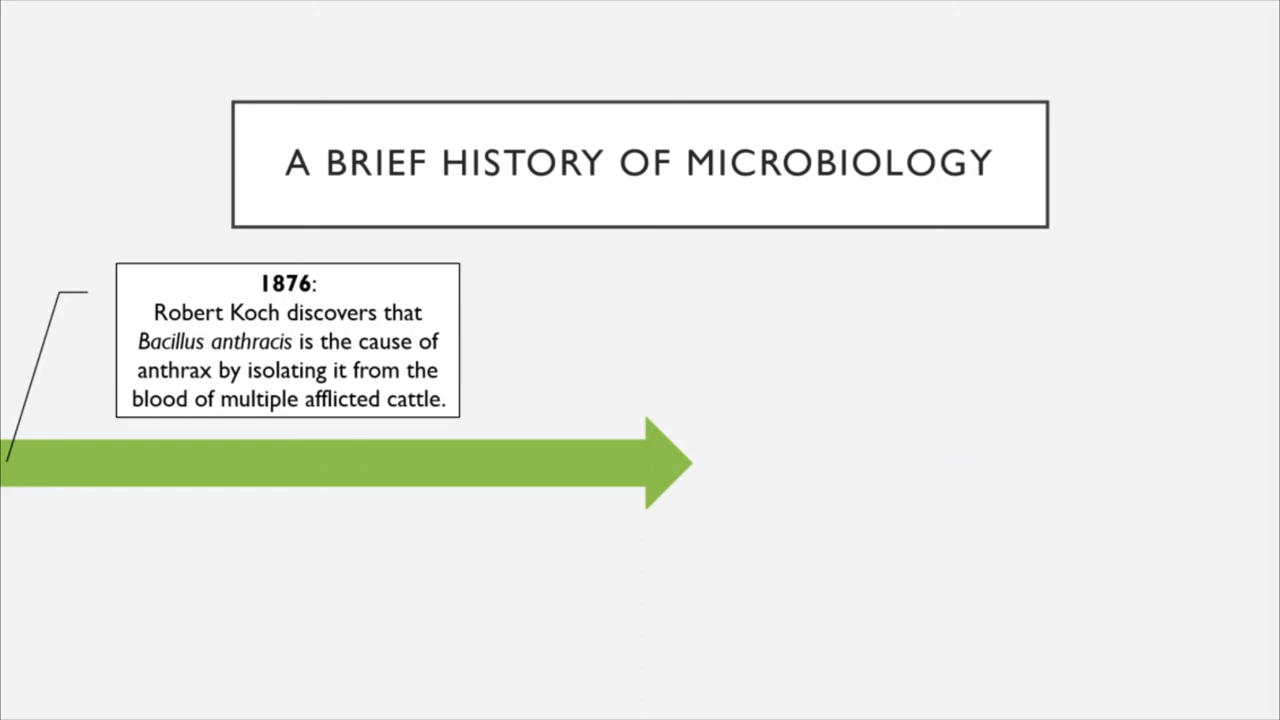 A BRIEF HISTORY OF MICROBIOLOGY
1876:
Robert Koch discovers that
Bacillus anthracis is the cause of
anthrax by isolating it from the
blood of multiple afflicted cattle.